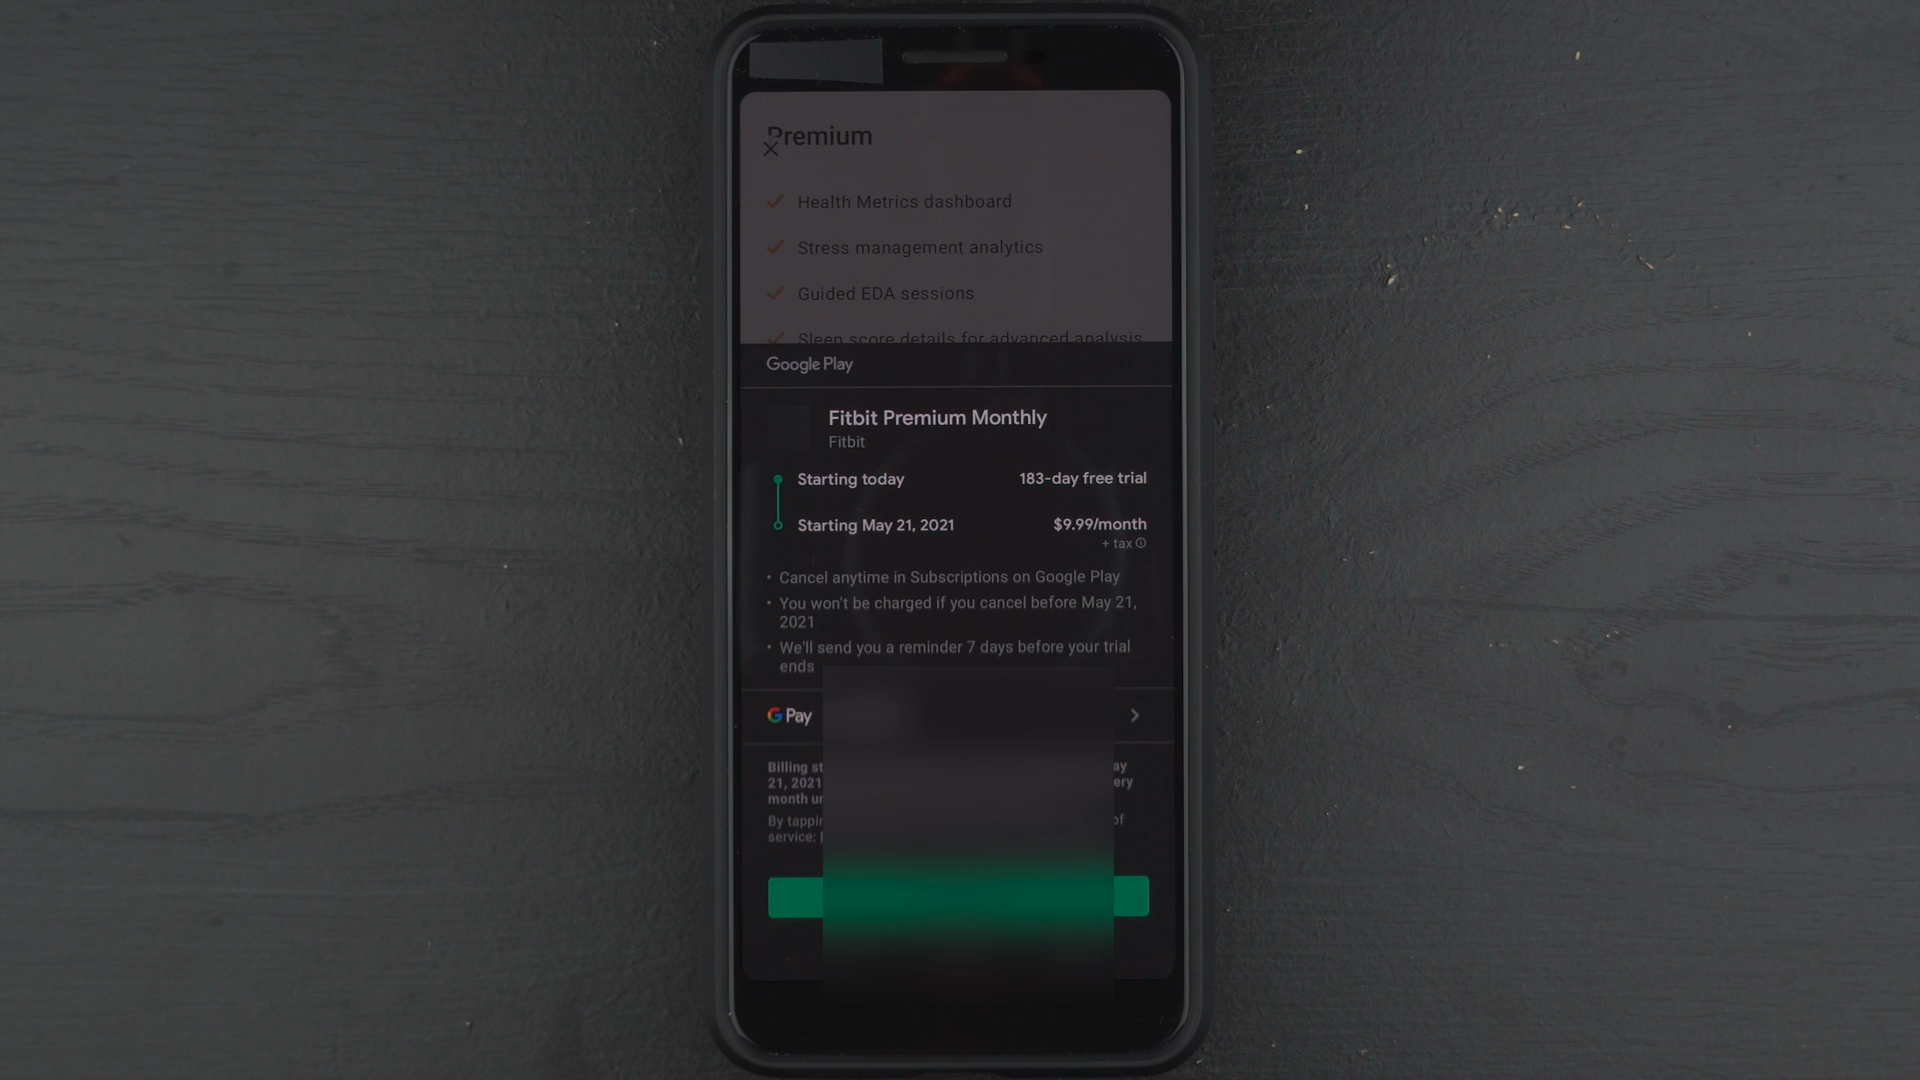 Premium
Health Metrics dashboard
Stress management analytics
Guided EDA sessions
Sleep score details for advanced analysis
Google Play
Fitbit Premium Monthly
Fitbit
Starting today 183-day free trial
Starting May 21, 2021 $9.99/month
+ tax
• Cancel anytime in Subscriptions on Google Play
• You won't be charged if you cancel before May 21,
2021
• We'll send you a reminder 7 days before your trial
ends
G Pay
Billing
21, 2021
month
By
service:
of